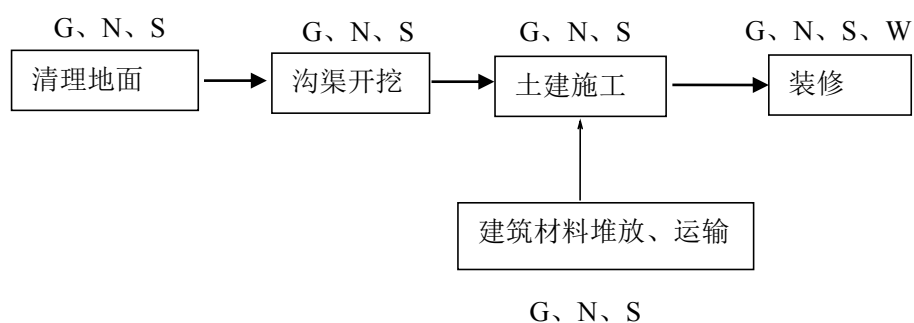 G、N、S
G、N、S
G、N、S
G、N、S、W
清理地面
沟渠开挖
土建施工
装修
建筑材料堆放、运输
G、N、S